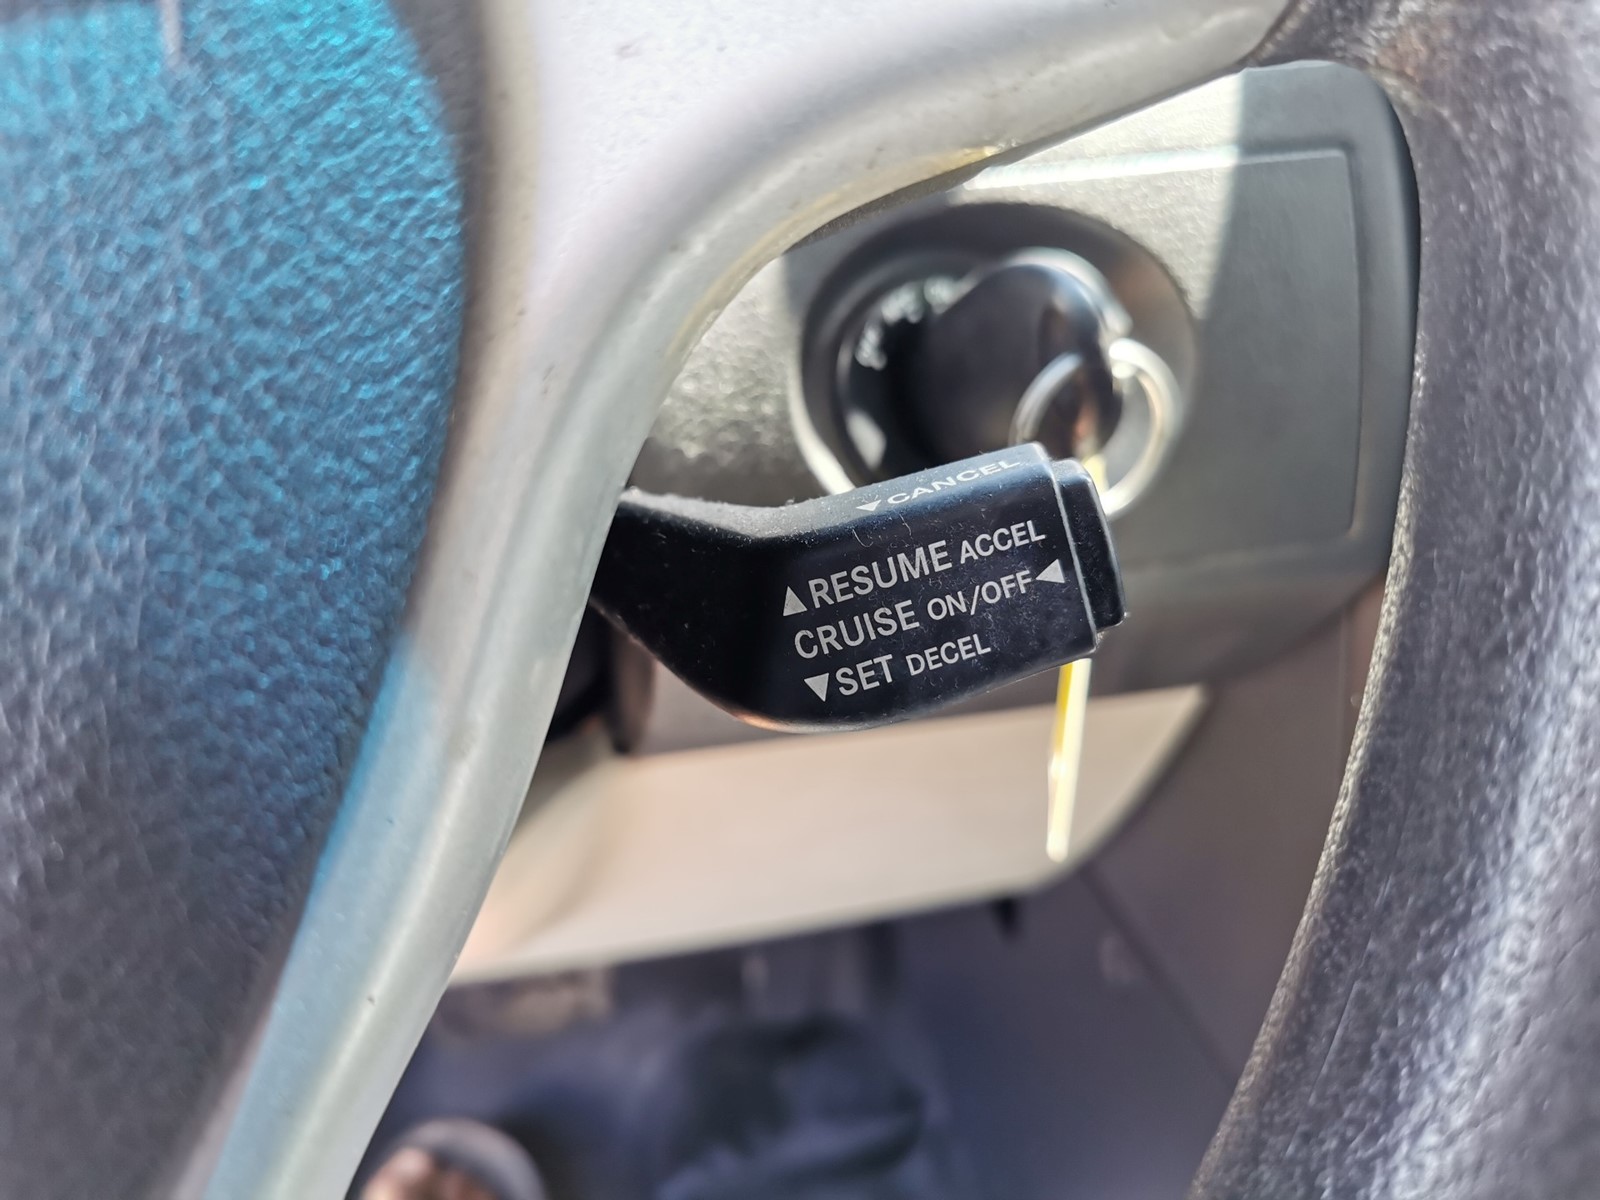 ▼CANCEL
▲RESUME ACCEL
CRUISE ON/OFF◀
▼SET DECEL